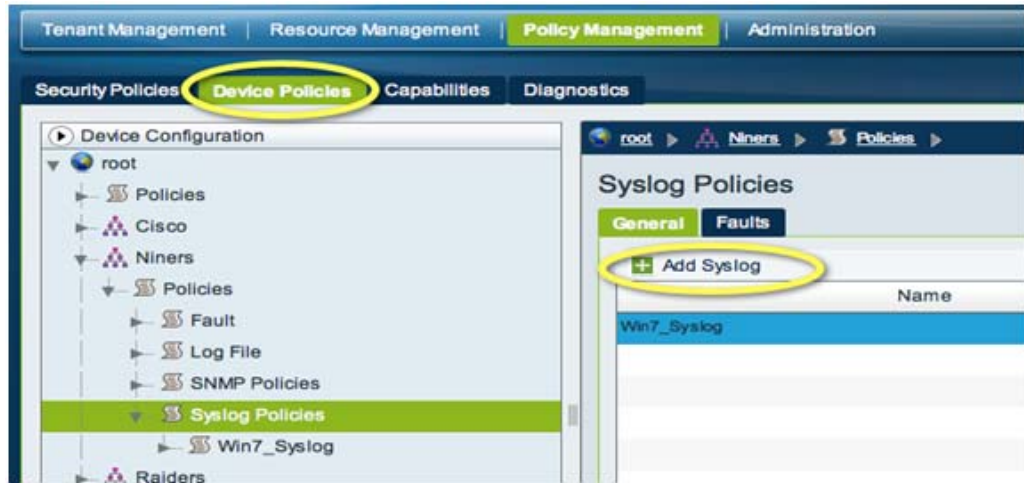 Tenant Management | Resource Management | Policy Management | Administration
Security Policies Device Policies Capabilities Diagnostics
Device Configuration
root
Policies
Cisco
Niners
Policies
Fault
Log File
SNMP Policies
Syslog Policies
Win7_Syslog
Raiders
root Niners Policies
Syslog Policies
General Faults
Add Syslog
Name
Win7_Syslog